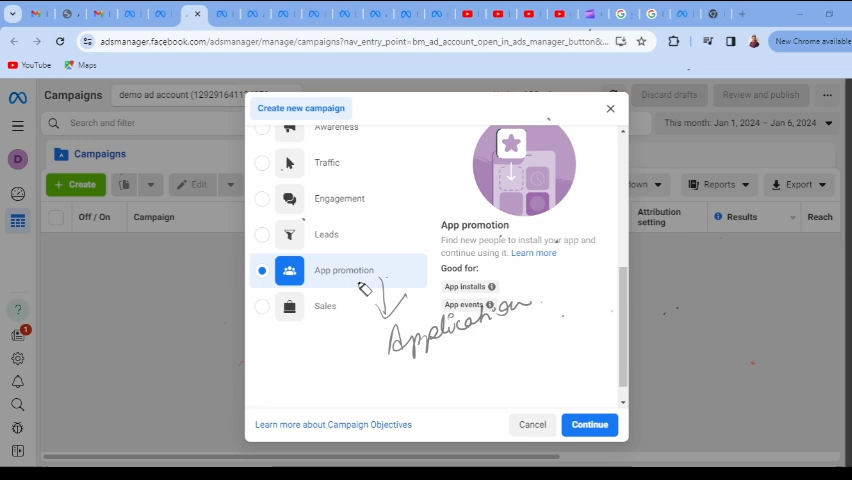 adsmanager.facebook.com/adsmanager/manage/campaigns?nav_entry_point=bm_ad_account_open_in_ads_manager_button&...
New Chrome available
YouTube
Maps
Campaigns
demo ad account
Discard drafts
Review and publish
Search and filter
This month: Jan 1, 2024 – Jan 6, 2024
Campaigns
+ Create
Edit
Reports
Export
Off / On
Campaign
Attribution setting
Results
Reach
D
?
1
Create new campaign
Awareness
Traffic
Engagement
Leads
App promotion
Sales
App promotion
Find new people to install your app and
continue using it. Learn more
Good for:
App installs
App events
Application
Learn more about Campaign Objectives
Cancel
Continue